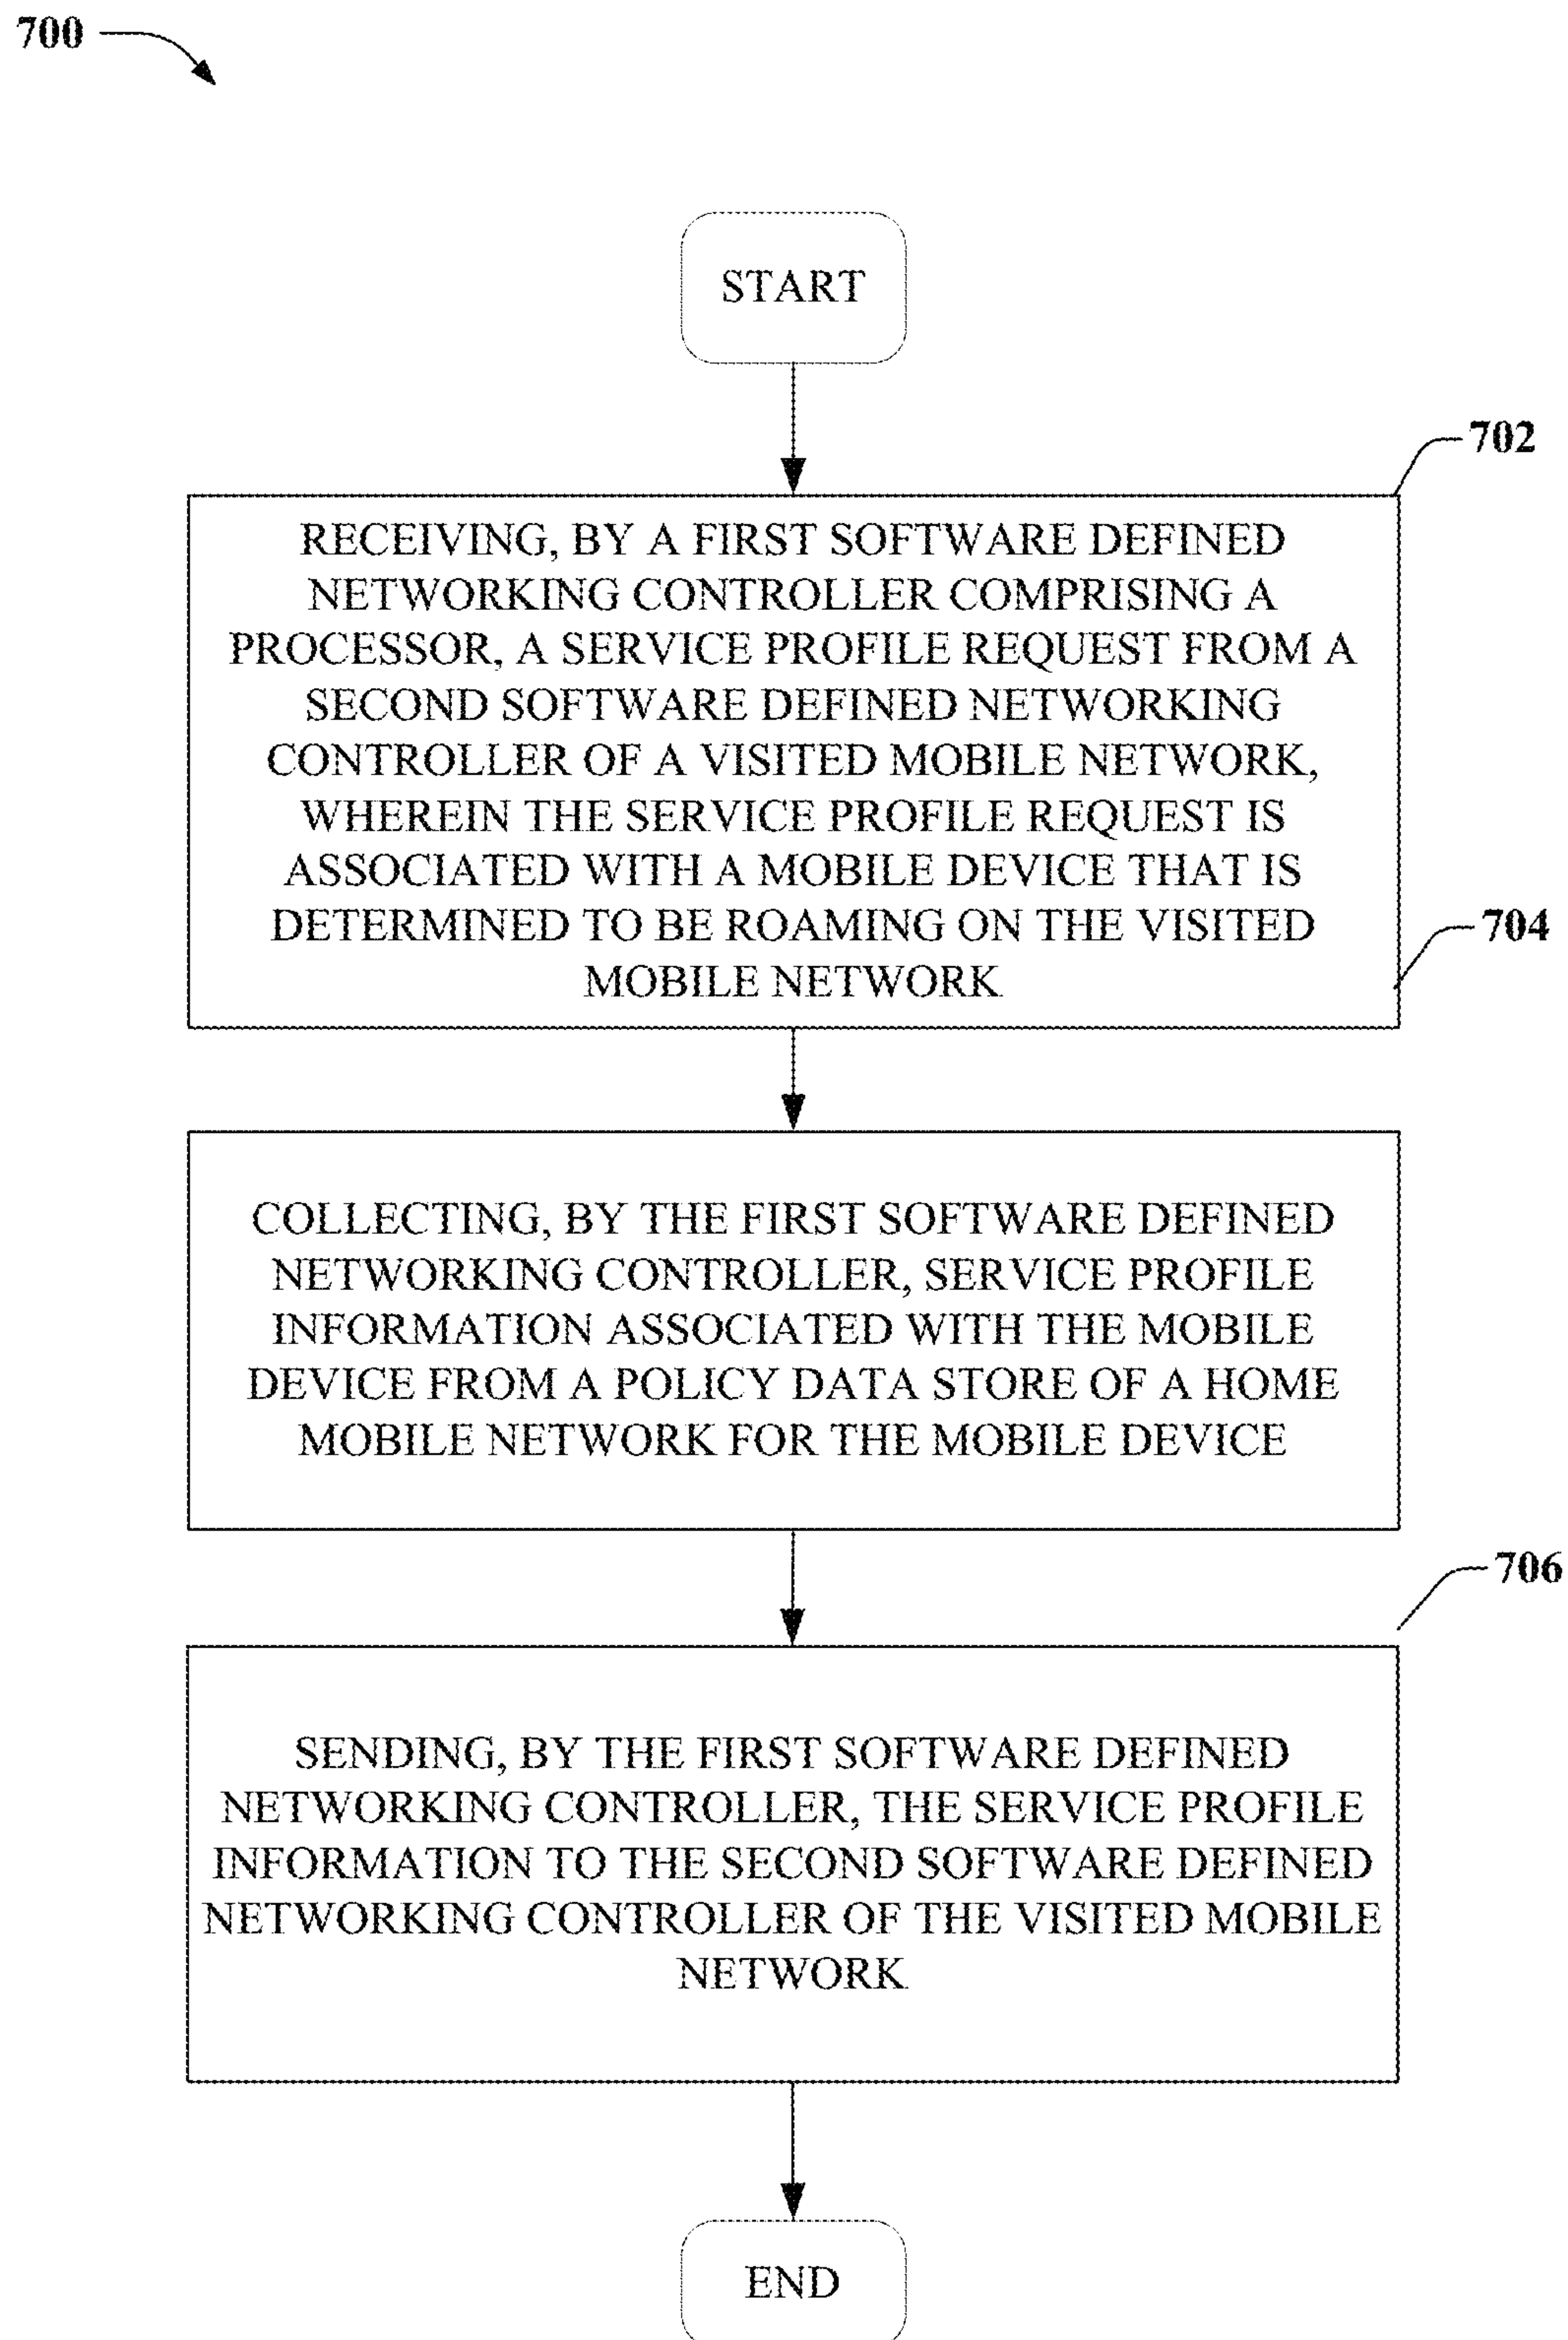 700
START
702
RECEIVING, BY A FIRST SOFTWARE DEFINED
NETWORKING CONTROLLER COMPRISING A
PROCESSOR, A SERVICE PROFILE REQUEST FROM A
SECOND SOFTWARE DEFINED NETWORKING
CONTROLLER OF A VISITED MOBILE NETWORK,
WHEREIN THE SERVICE PROFILE REQUEST IS
ASSOCIATED WITH A MOBILE DEVICE THAT IS
DETERMINED TO BE ROAMING ON THE VISITED
MOBILE NETWORK
704
COLLECTING, BY THE FIRST SOFTWARE DEFINED
NETWORKING CONTROLLER, SERVICE PROFILE
INFORMATION ASSOCIATED WITH THE MOBILE
DEVICE FROM A POLICY DATA STORE OF A HOME
MOBILE NETWORK FOR THE MOBILE DEVICE
706
SENDING, BY THE FIRST SOFTWARE DEFINED
NETWORKING CONTROLLER, THE SERVICE PROFILE
INFORMATION TO THE SECOND SOFTWARE DEFINED
NETWORKING CONTROLLER OF THE VISITED MOBILE
NETWORK
END